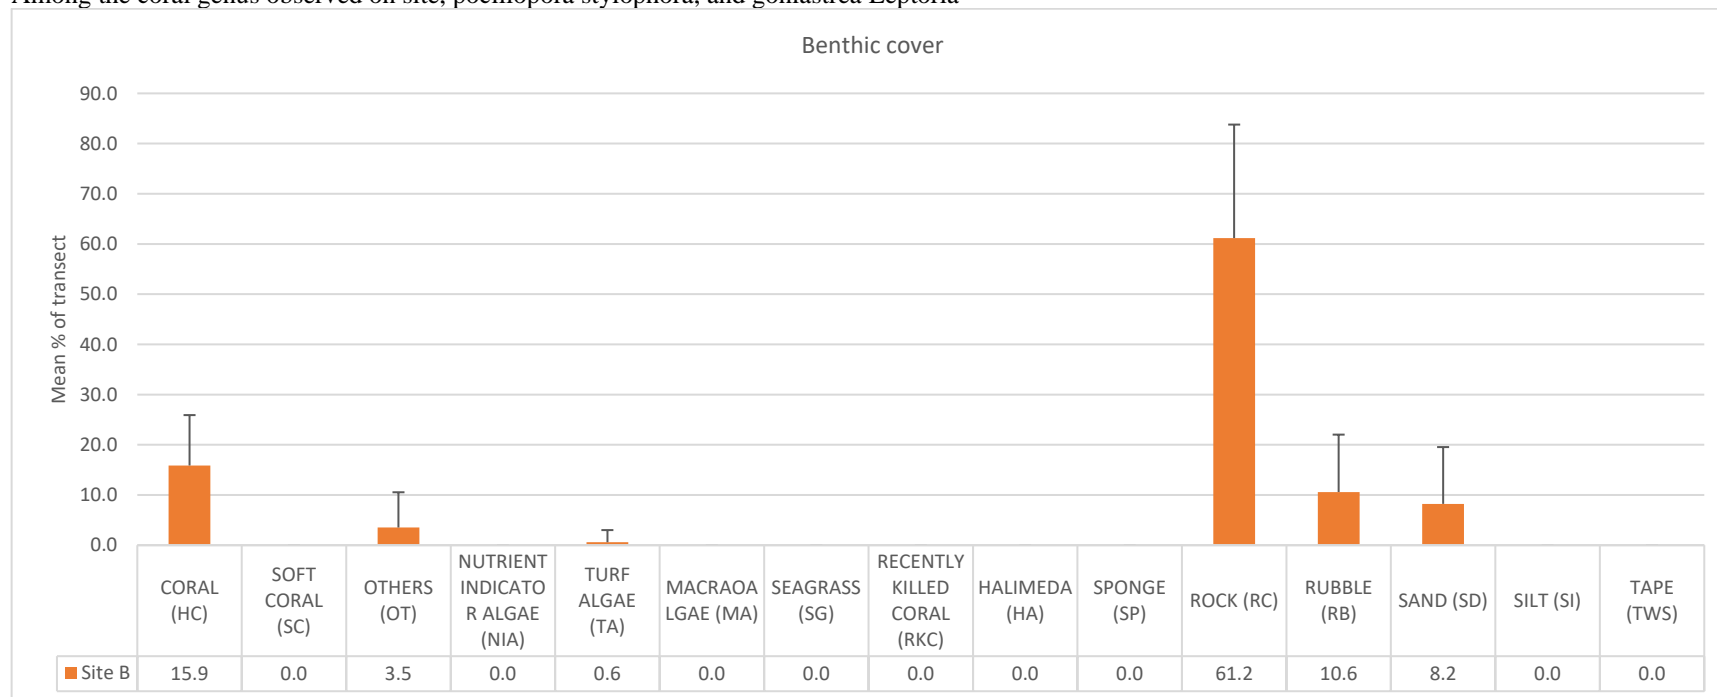 Among the coral genus observed on site, pocillopora stylophora, and goniastrea Leptoria
Benthic cover
Mean % of transect
90.0
80.0
70.0
60.0
50.0
40.0
30.0
20.0
10.0
0.0
CORAL (HC)
SOFT CORAL (SC)
OTHERS (OT)
NUTRIENT INDICATO R ALGAE (NIA)
TURF ALGAE (TA)
MACRAOA LGAE (MA)
SEAGRASS (SG)
RECENTLY KILLED CORAL (RKC)
HALIMEDA (HA)
SPONGE (SP)
ROCK (RC)
RUBBLE (RB)
SAND (SD)
SILT (SI)
TAPE (TWS)
Site B 15.9 0.0 3.5 0.0 0.6 0.0 0.0 0.0 0.0 0.0 61.2 10.6 8.2 0.0 0.0